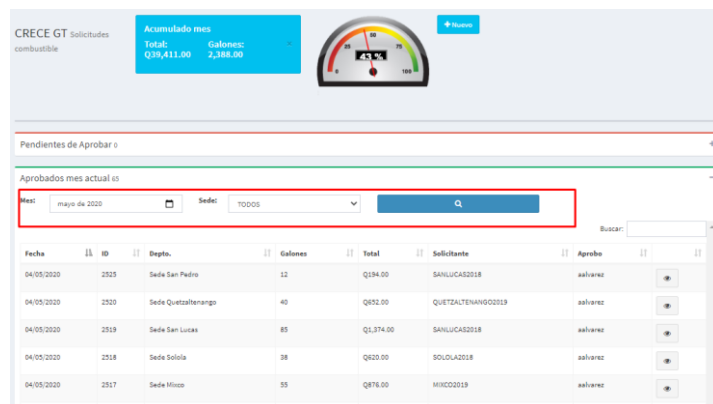 CRECE GT Solicitudes
combustible
Acumulado mes
Total: Galones:
Q39,411.00 2,388.00
×
0 25 50 75 100
43 %
+Nuevo
Pendientes de Aprobar 0
Aprobados mes actual 65
Mes: mayo de 2020 Sede: TODOS
Buscar:
Fecha ID Depto. Galones Total Solicitante Aprobo
04/05/2020 2525 Sede San Pedro 12 Q194.00 SANLUCAS2018 aalvarez
04/05/2020 2520 Sede Quetzaltenango 40 Q652.00 QUETZALTENANGO2019 aalvarez
04/05/2020 2519 Sede San Lucas 85 Q1,374.00 SANLUCAS2018 aalvarez
04/05/2020 2518 Sede Solola 38 Q620.00 SOLOLA2018 aalvarez
04/05/2020 2517 Sede Mixco 55 Q876.00 MIXCO2019 aalvarez